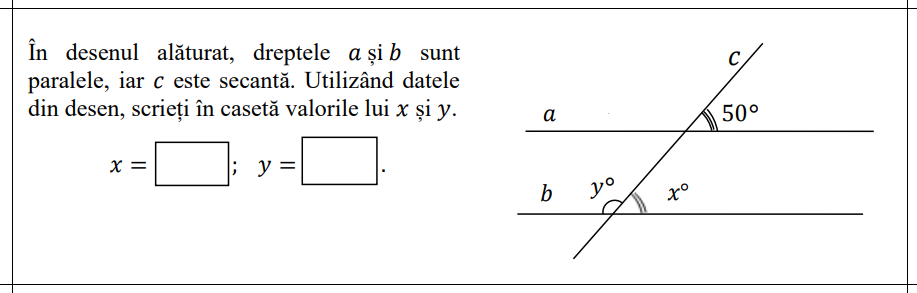 În desenul alăturat, dreptele a și b sunt
paralele, iar c este secantă. Utilizând datele
din desen, scrieți în casetă valorile lui x și y.
x = ; y = .
c
a
50°
b
y°
x°